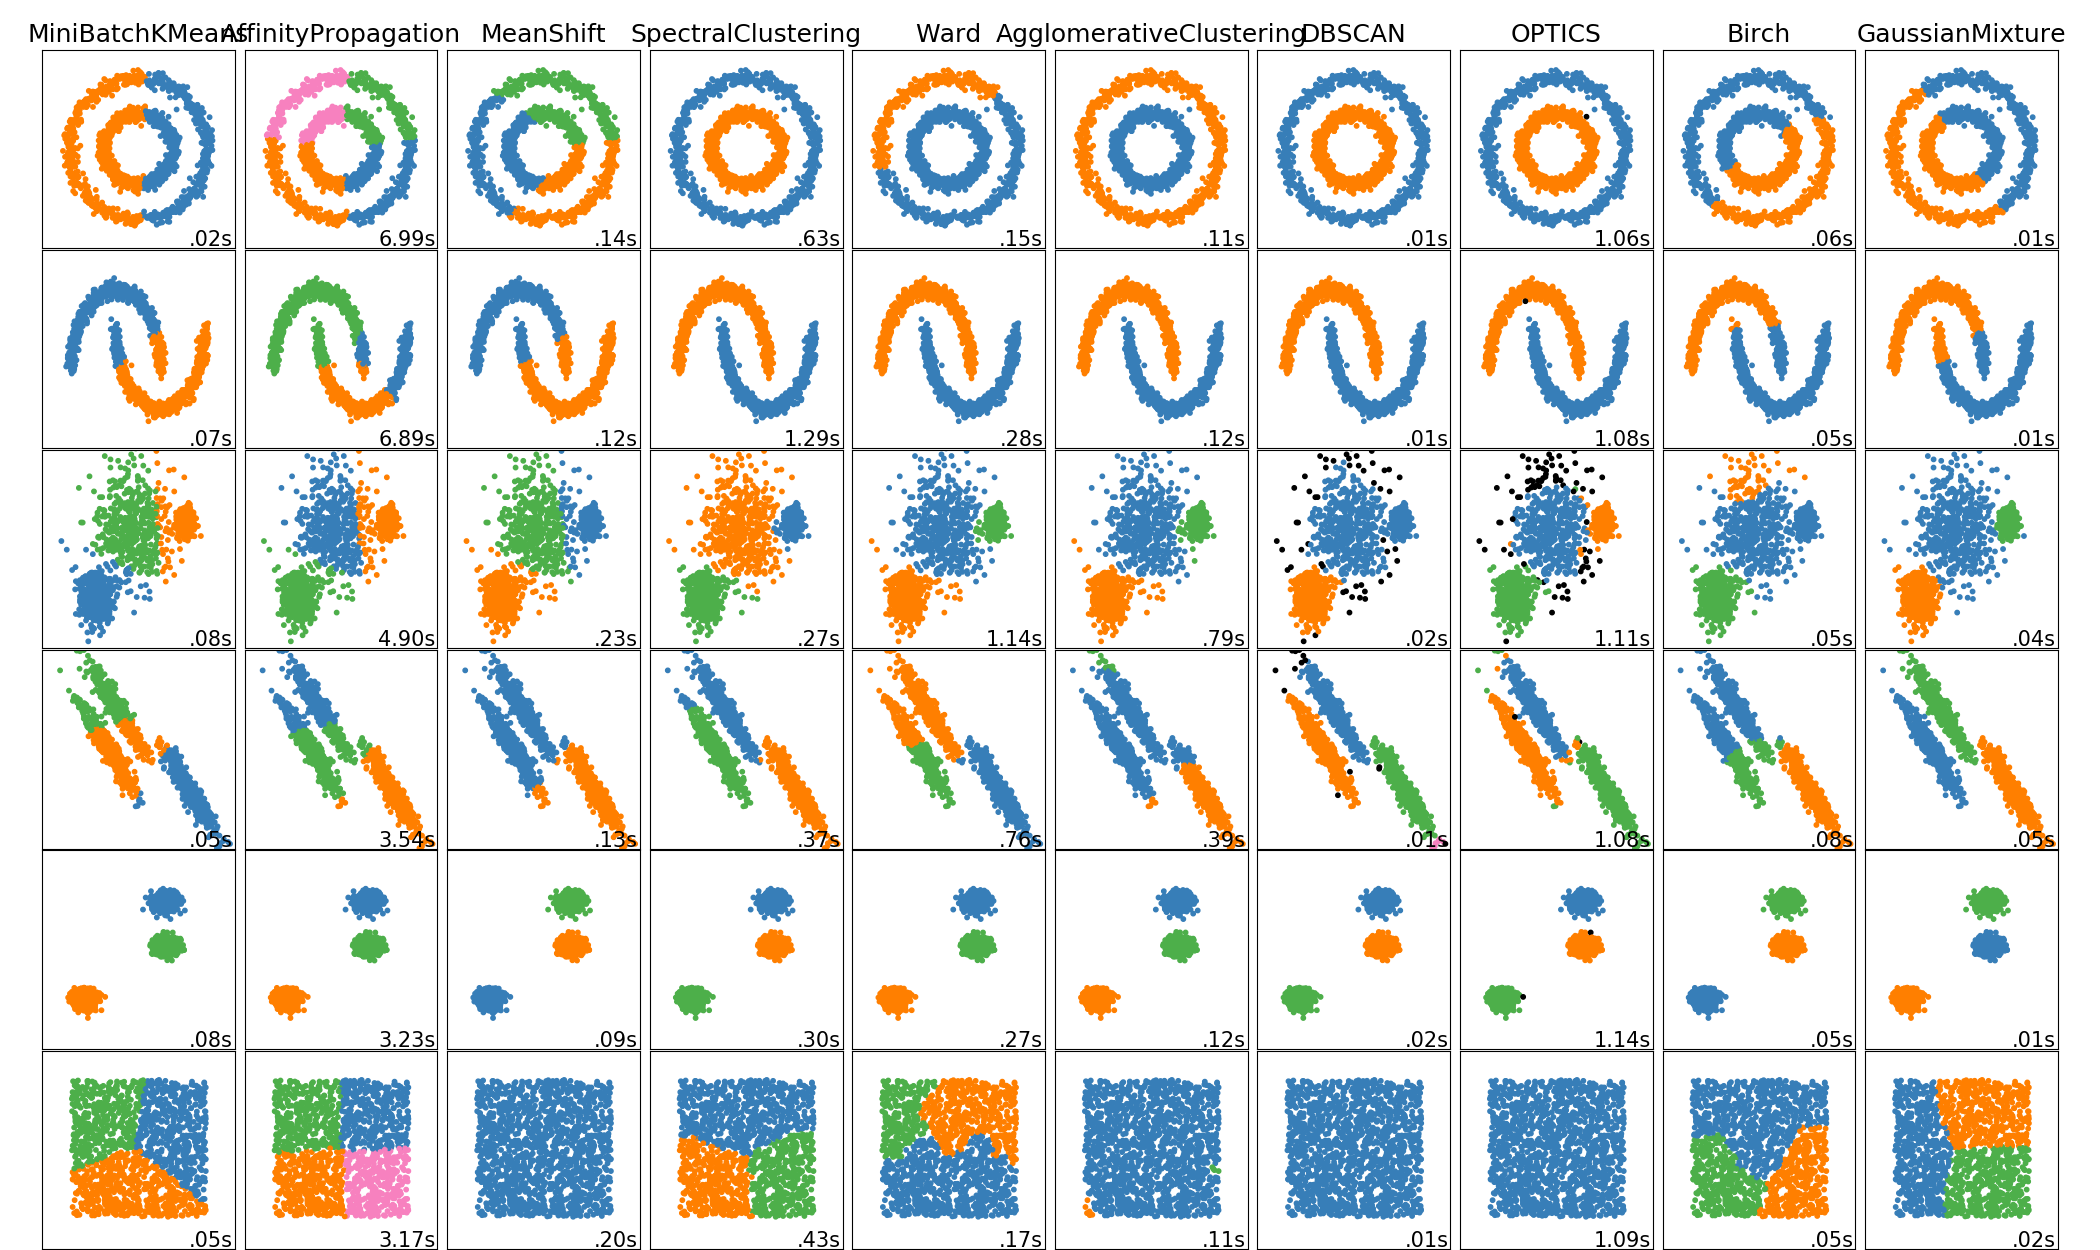 MiniBatchKMeans AffinityPropagation MeanShift SpectralClustering Ward AgglomerativeClustering DBSCAN OPTICS Birch GaussianMixture
.02s 6.99s .14s .63s .15s .11s .01s 1.06s .06s .01s
.07s 6.89s .12s 1.29s .28s .12s .01s 1.08s .05s .01s
.08s 4.90s .23s .27s 1.14s .79s .02s 1.11s .05s .04s
.05s 3.54s .13s .37s .76s .39s .01s 1.08s .08s .05s
.08s 3.23s .09s .30s .27s .12s .02s 1.14s .05s .01s
.05s 3.17s .20s .43s .17s .11s .01s 1.09s .05s .02s